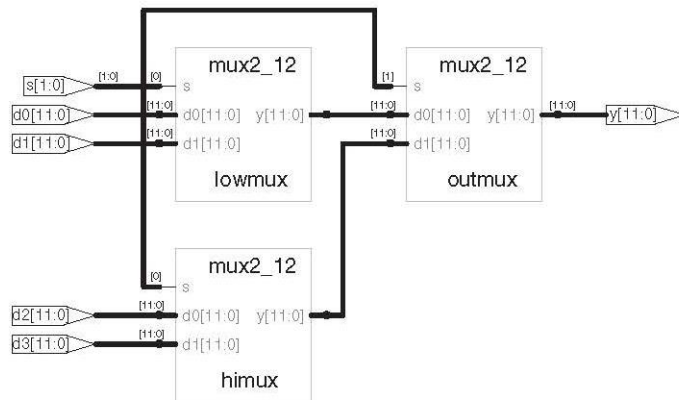 mux2_12
mux2_12
[1:0]
[0]
[1]
s[1:0]
s
s
[11:0]
[11:0]
[11:0]
d0[11:0]
d0[11:0]
y[11:0]
d0[11:0]
y[11:0]
y[11:0]
[11:0]
[11:0]
d1[11:0]
d1[11:0]
d1[11:0]
lowmux
outmux
mux2_12
[0]
s
[11:0]
d2[11:0]
d0[11:0]
y[11:0]
[11:0]
d3[11:0]
d1[11:0]
himux